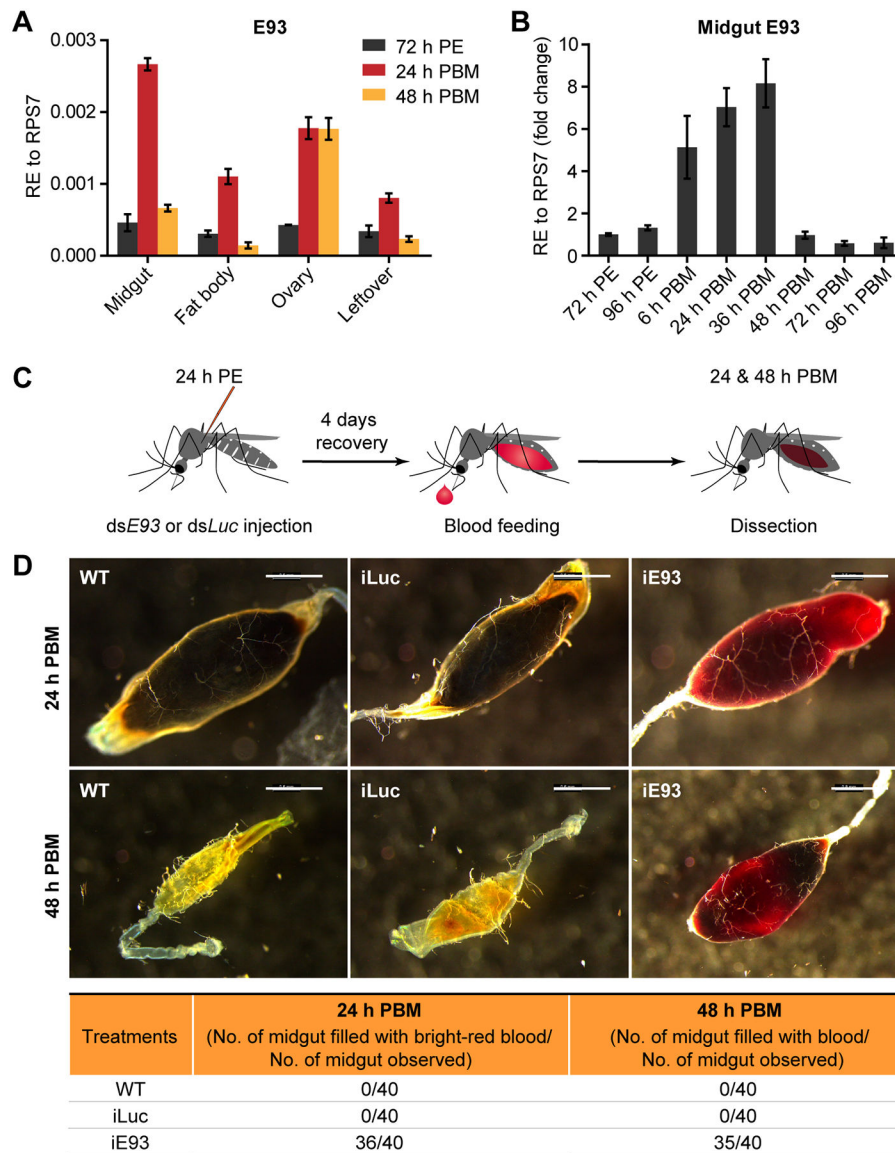 A
E93
0.003
0.002
0.001
0.000
RE to RPS7
72 h PE
24 h PBM
48 h PBM
Midgut
Fat body
Ovary
Leftover
B
Midgut E93
10
8
6
4
2
0
RE to RPS7 (fold change)
72 h PE
96 h PE
6 h PBM
24 h PBM
36 h PBM
48 h PBM
72 h PBM
96 h PBM
C
24 h PE
4 days
recovery
24 & 48 h PBM
dsE93 or dsLuc injection
Blood feeding
Dissection
D
24 h PBM
WT
iLuc
iE93
48 h PBM
WT
iLuc
iE93
Treatments
24 h PBM
(No. of midgut filled with bright-red blood/
No. of midgut observed)
48 h PBM
(No. of midgut filled with blood/
No. of midgut observed)
WT 0/40 0/40
iLuc 0/40 0/40
iE93 36/40 35/40